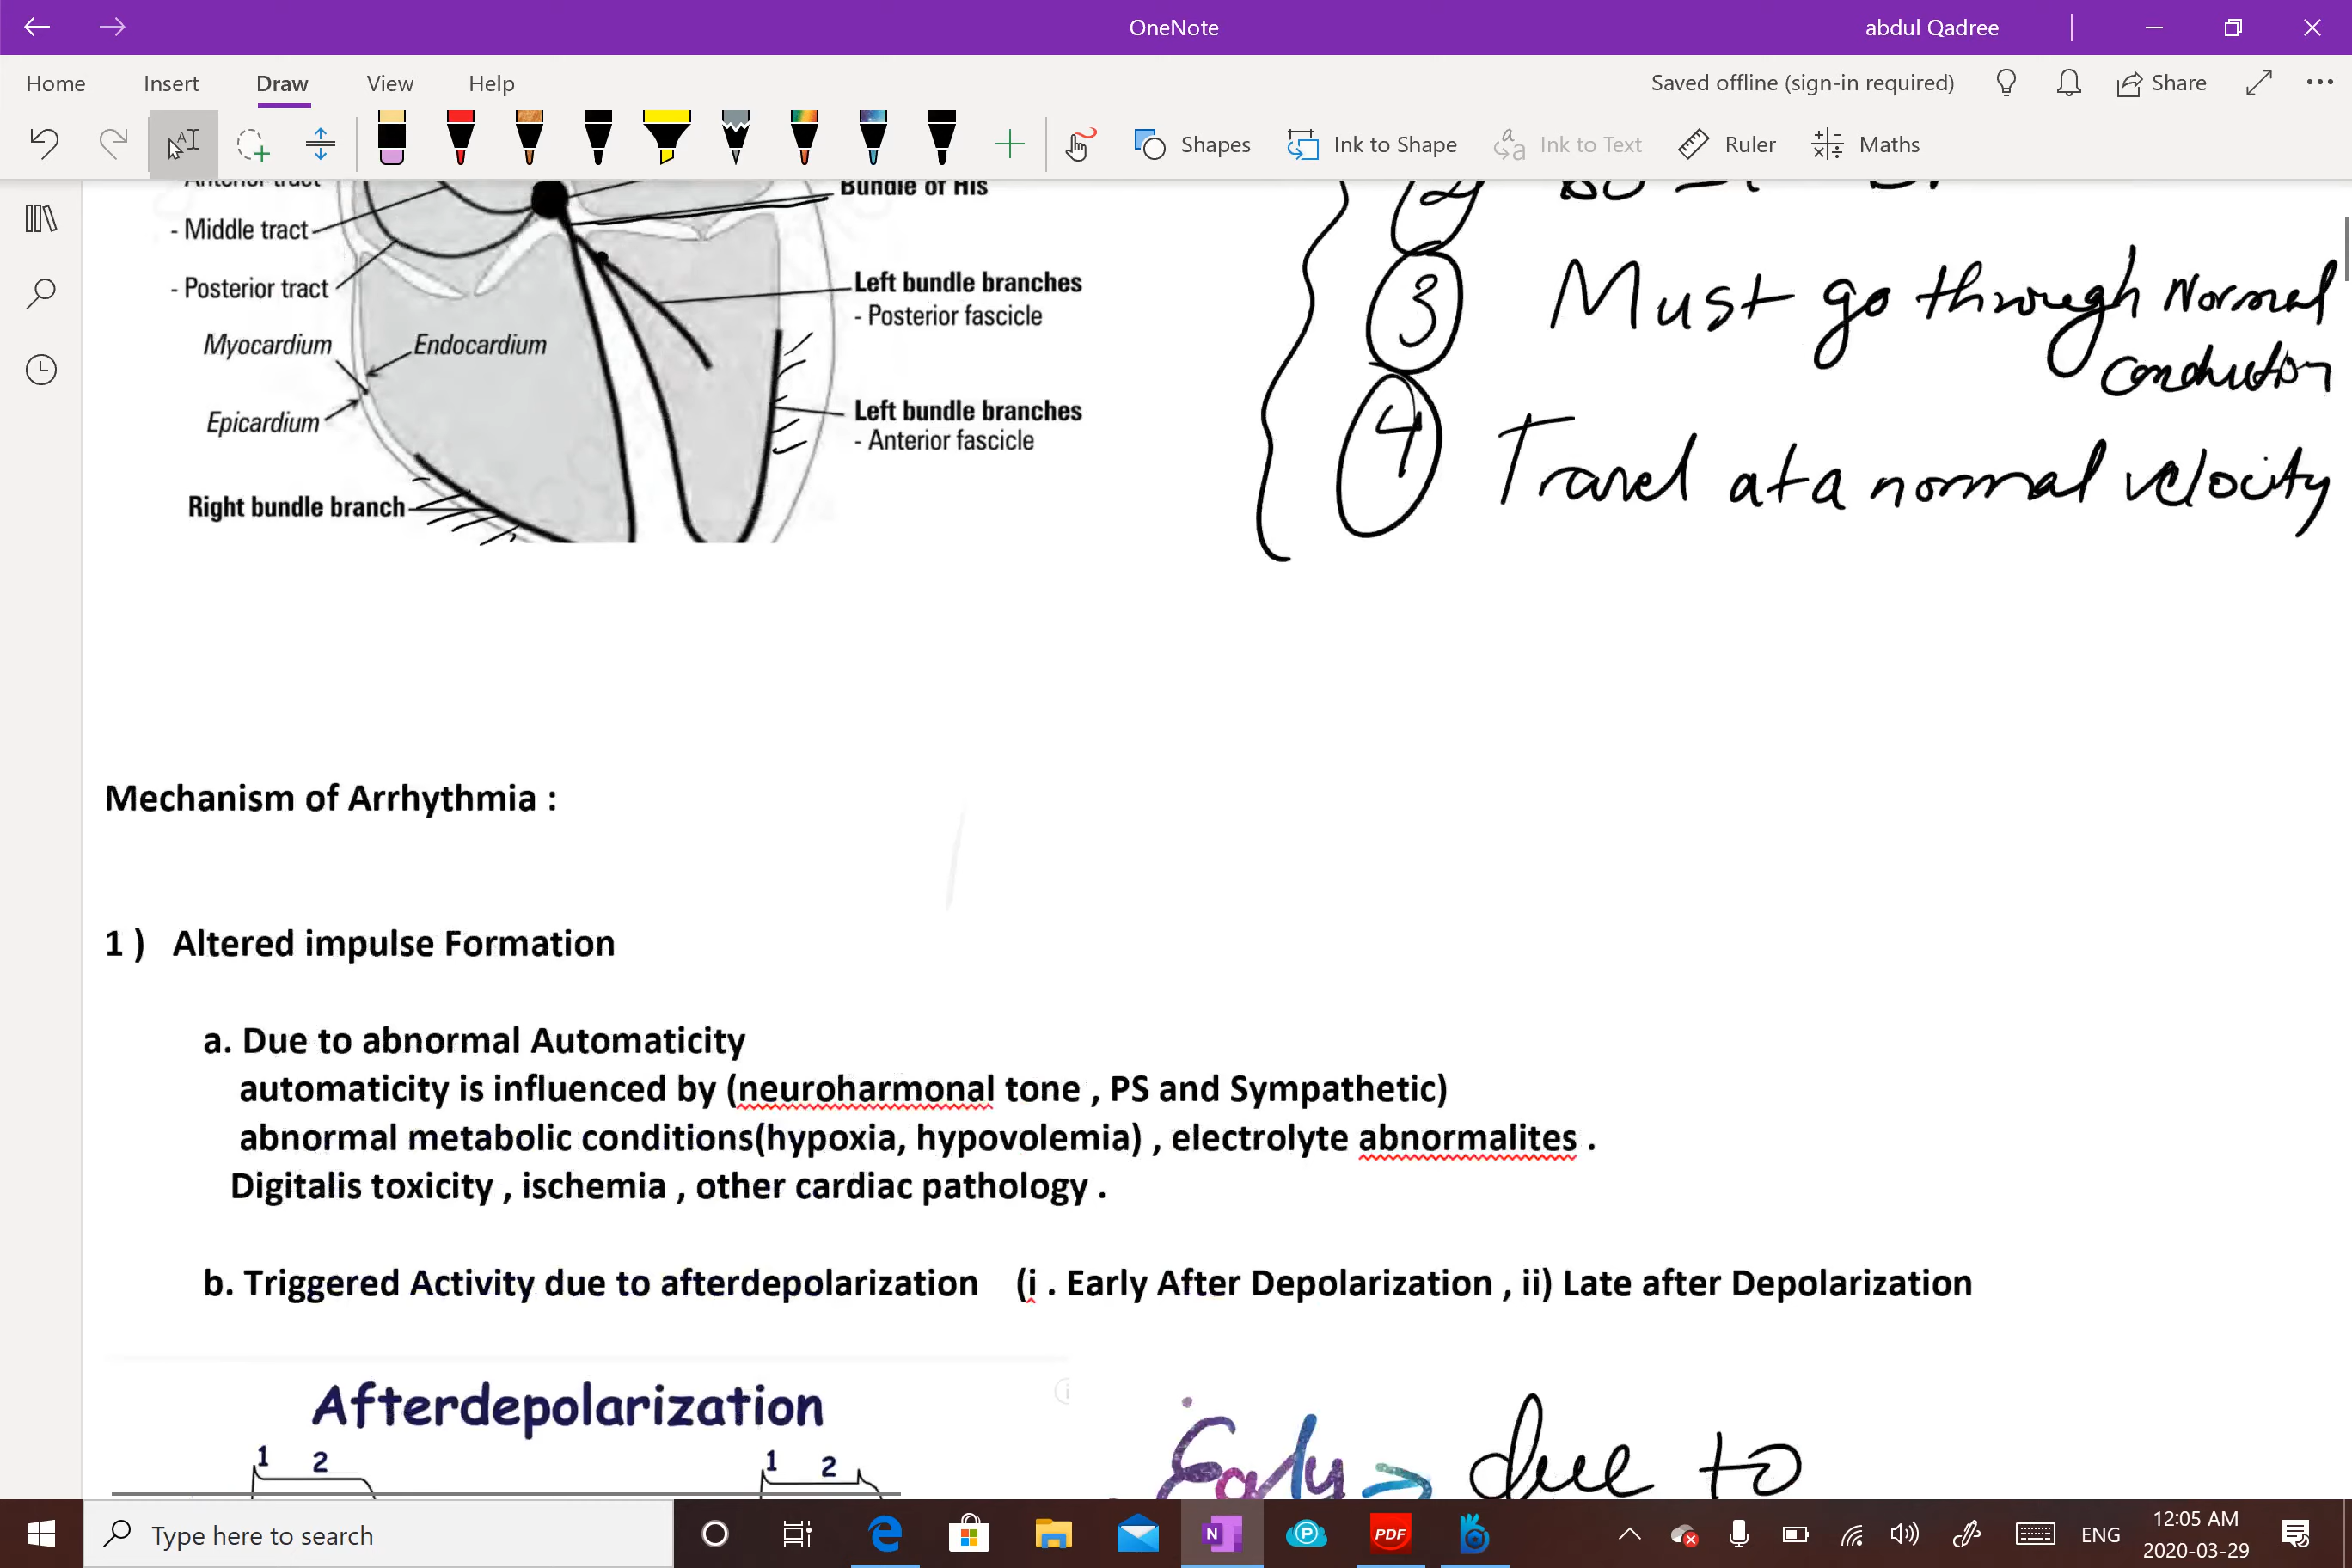 OneNote
abdul Qadree
Home Insert Draw View Help
Saved offline (sign-in required)
Share
Shapes
Ink to Shape
Ink to Text
Ruler
Maths
Anterior tract
- Middle tract
- Posterior tract
Myocardium
Endocardium
Epicardium
Right bundle branch
Bundle of His
Left bundle branches
- Posterior fascicle
Left bundle branches
- Anterior fascicle
2
3 Must go through Normal
conduction
4 Travel at a normal velocity
Mechanism of Arrhythmia :
1 ) Altered impulse Formation
a. Due to abnormal Automaticity
automaticity is influenced by (neuroharmonal tone , PS and Sympathetic)
abnormal metabolic conditions(hypoxia, hypovolemia) , electrolyte abnormalites .
Digitalis toxicity , ischemia , other cardiac pathology .
b. Triggered Activity due to afterdepolarization (i . Early After Depolarization , ii) Late after Depolarization
Afterdepolarization
1 2
1 2
Early => due to
Type here to search
PDF
ENG
12:05 AM
2020-03-29